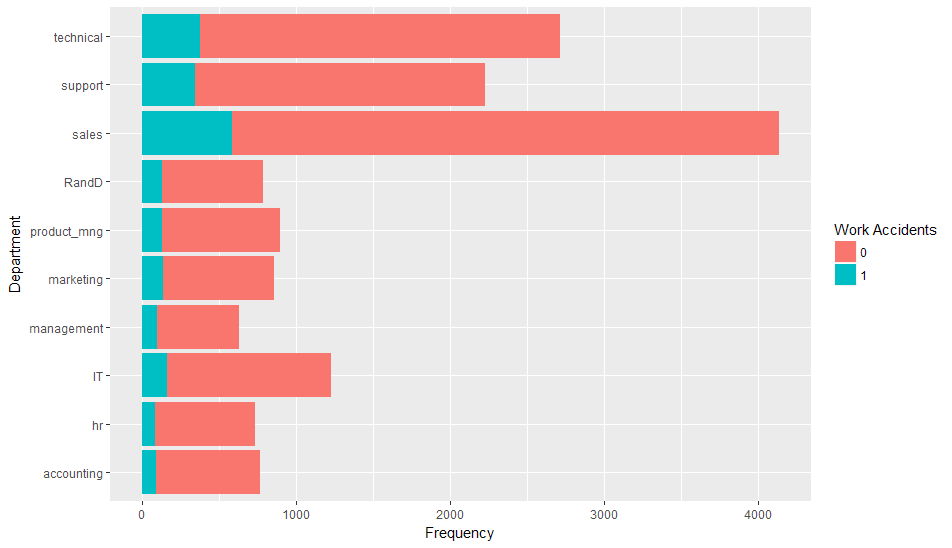 technical
support
sales
RandD
product_mng
marketing
management
IT
hr
accounting
Department
0
1000
2000
3000
4000
Frequency
Work Accidents
0
1